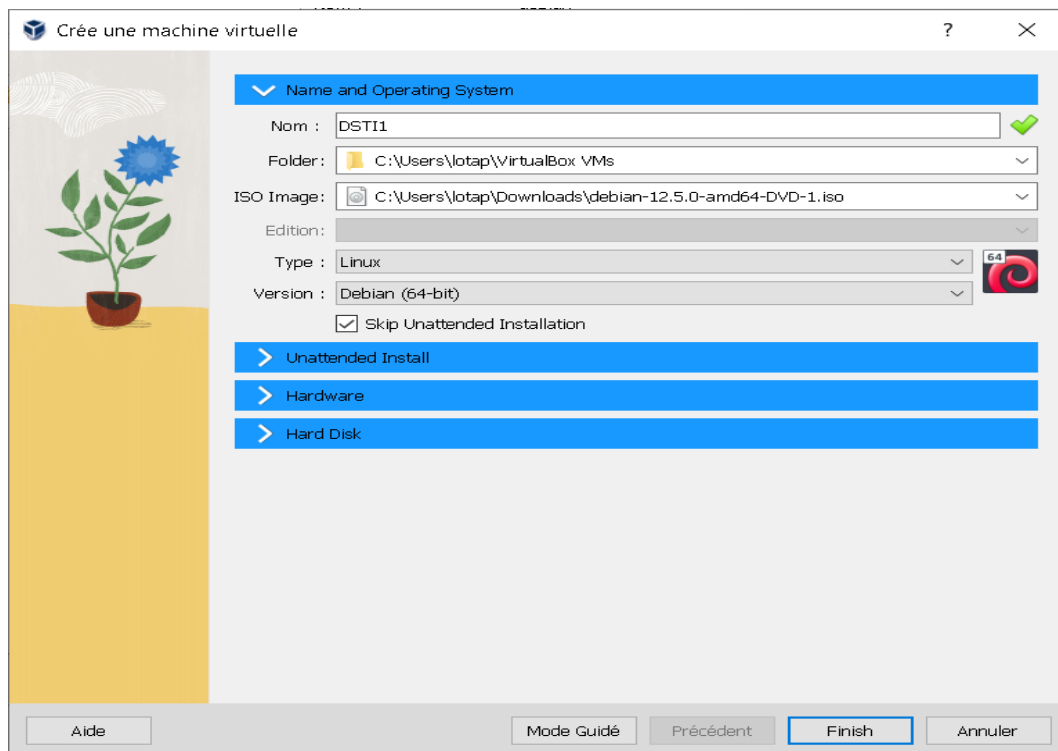 Crée une machine virtuelle
?
Name and Operating System
Nom : DSTI1
Folder: C:\Users\lotap\VirtualBox VMs
ISO Image: C:\Users\lotap\Downloads\debian-12.5.0-amd64-DVD-1.iso
Edition:
Type : Linux
64
Version : Debian (64-bit)
Skip Unattended Installation
Unattended Install
Hardware
Hard Disk
Aide Mode Guidé Précédent Finish Annuler